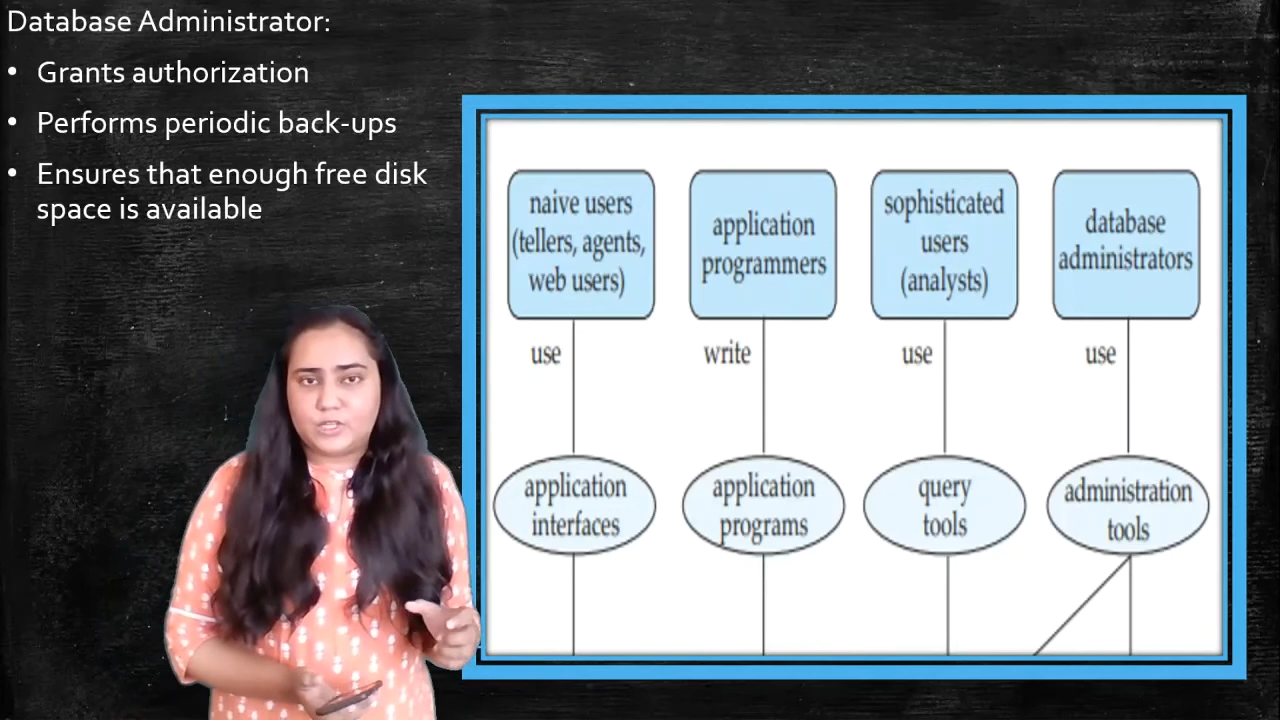 Database Administrator:
• Grants authorization
• Performs periodic back-ups
• Ensures that enough free disk
space is available
naive users
(tellers, agents,
web users)
application
programmers
sophisticated
users
(analysts)
database
administrators
use
write
use
use
application
interfaces
application
programs
query
tools
administration
tools